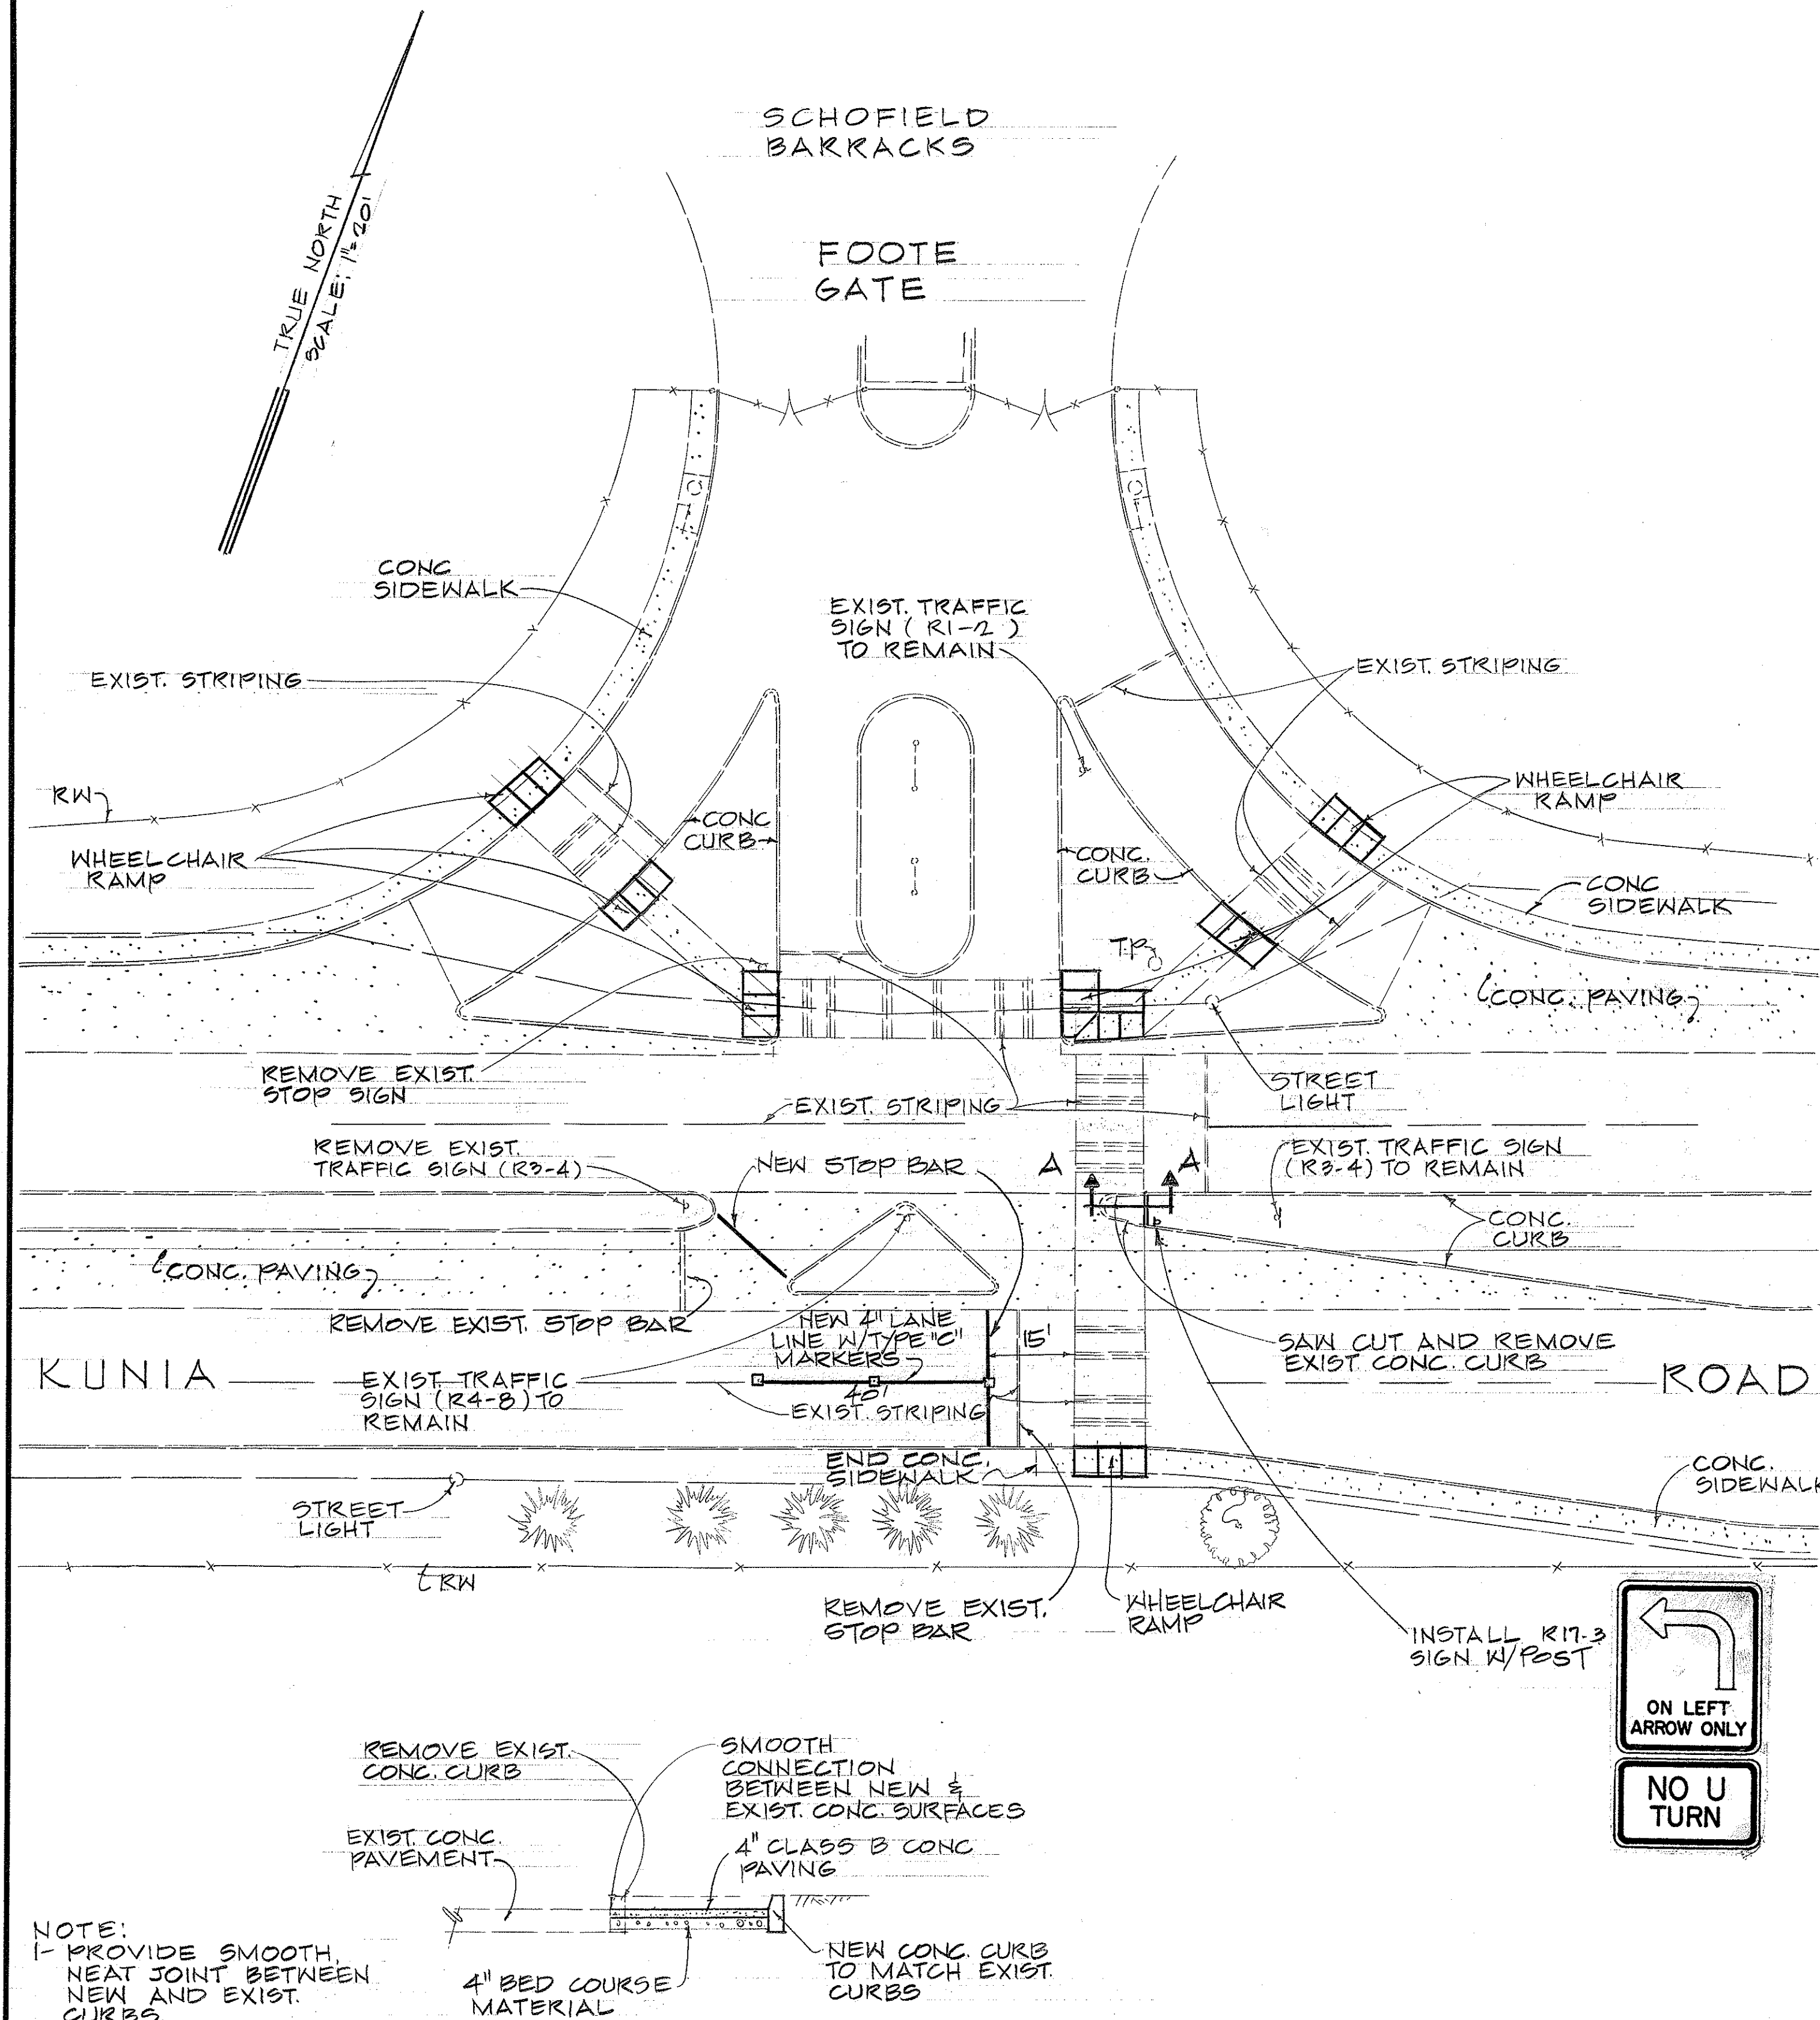 SCHOFIELD
BARRACKS
TRUE NORTH
SCALE: 1"=20'
FOOTE
GATE
CONC
SIDEWALK
EXIST. TRAFFIC
SIGN (R1-2)
TO REMAIN
EXIST. STRIPING
EXIST. STRIPING
RW
WHEELCHAIR
RAMP
CONC
CURB
CONC.
CURB
WHEELCHAIR
RAMP
CONC
SIDEWALK
T.P.
CONC. PAVING
REMOVE EXIST.
STOP SIGN
EXIST. STRIPING
STREET
LIGHT
REMOVE EXIST.
TRAFFIC SIGN (R3-4)
NEW STOP BAR
A
A
EXIST. TRAFFIC SIGN
(R3-4) TO REMAIN
CONC.
CURB
CONC. PAVING
REMOVE EXIST. STOP BAR
NEW 4" LANE
LINE W/TYPE "C"
MARKERS
15'
SAW CUT AND REMOVE
EXIST CONC. CURB
KUNIA
ROAD
EXIST TRAFFIC
SIGN (R4-8) TO
REMAIN
40'
EXIST. STRIPING
END CONC.
SIDEWALK
CONC.
SIDEWALK
STREET
LIGHT
RW
REMOVE EXIST.
STOP BAR
WHEELCHAIR
RAMP
INSTALL R17-3
SIGN W/POST
ON LEFT
ARROW ONLY
NO U
TURN
REMOVE EXIST.
CONC. CURB
SMOOTH
CONNECTION
BETWEEN NEW &
EXIST. CONC. SURFACES
EXIST. CONC.
PAVEMENT
4" CLASS B CONC
PAVING
NOTE:
1- PROVIDE SMOOTH,
NEAT JOINT BETWEEN
NEW AND EXIST.
CURBS
4" BED COURSE
MATERIAL
NEW CONC. CURB
TO MATCH EXIST.
CURBS